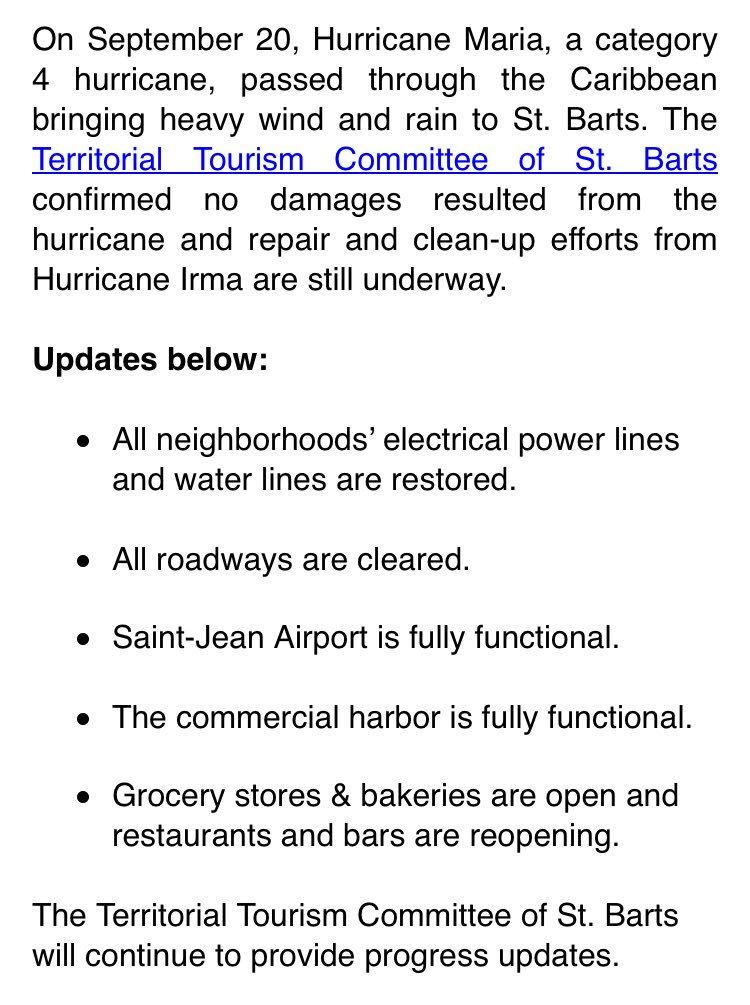 On September 20, Hurricane Maria, a category
4 hurricane, passed through the Caribbean
bringing heavy wind and rain to St. Barts. The
Territorial Tourism Committee of St. Barts
confirmed no damages resulted from the
hurricane and repair and clean-up efforts from
Hurricane Irma are still underway.
Updates below:
• All neighborhoods’ electrical power lines
and water lines are restored.
• All roadways are cleared.
• Saint-Jean Airport is fully functional.
• The commercial harbor is fully functional.
• Grocery stores & bakeries are open and
restaurants and bars are reopening.
The Territorial Tourism Committee of St. Barts
will continue to provide progress updates.